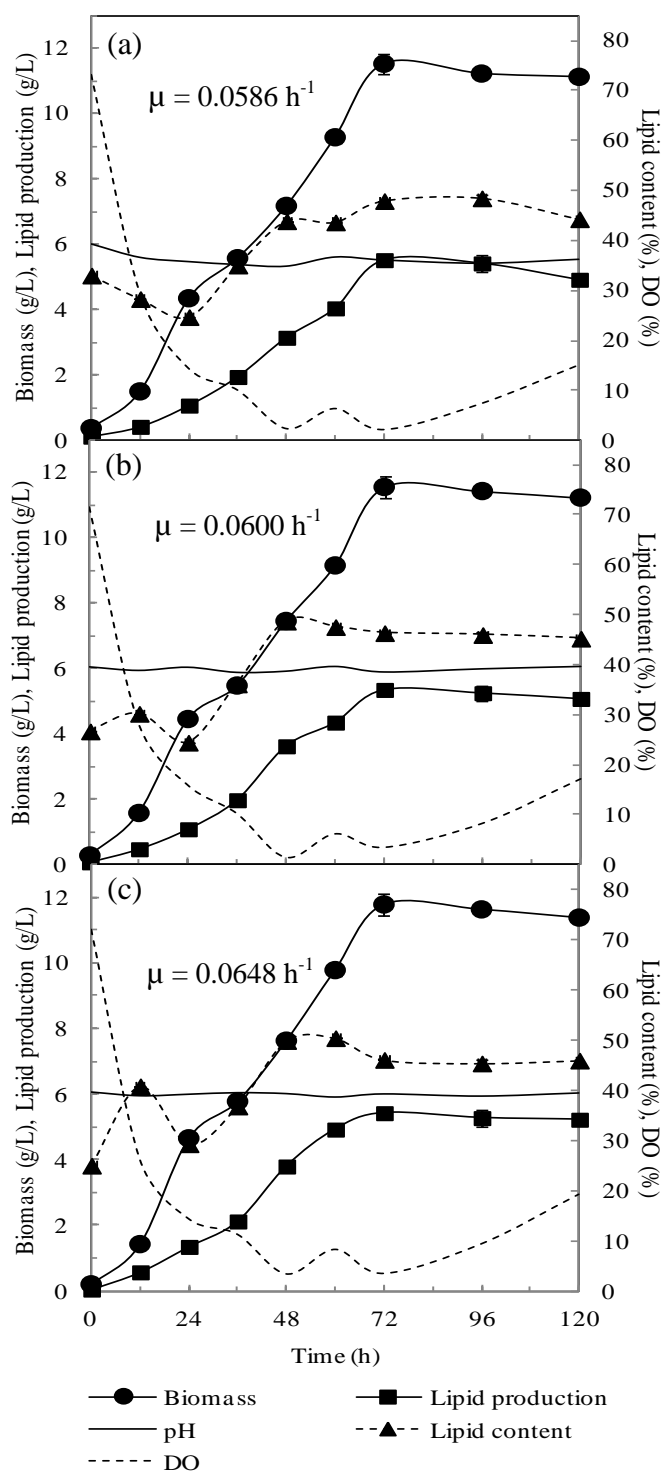 (a)
μ = 0.0586 h-1
Biomass (g/L), Lipid production (g/L)
Lipid content (%), DO (%)
12
10
8
6
4
2
0
80
70
60
50
40
30
20
10
0
(b)
μ = 0.0600 h-1
Biomass (g/L), Lipid production (g/L)
Lipid content (%), DO (%)
12
10
8
6
4
2
0
80
70
60
50
40
30
20
10
0
(c)
μ = 0.0648 h-1
Biomass (g/L), Lipid production (g/L)
Lipid content (%), DO (%)
12
10
8
6
4
2
0
80
70
60
50
40
30
20
10
0
0 24 48 72 96 120
Time (h)
Biomass Lipid production
pH Lipid content
DO